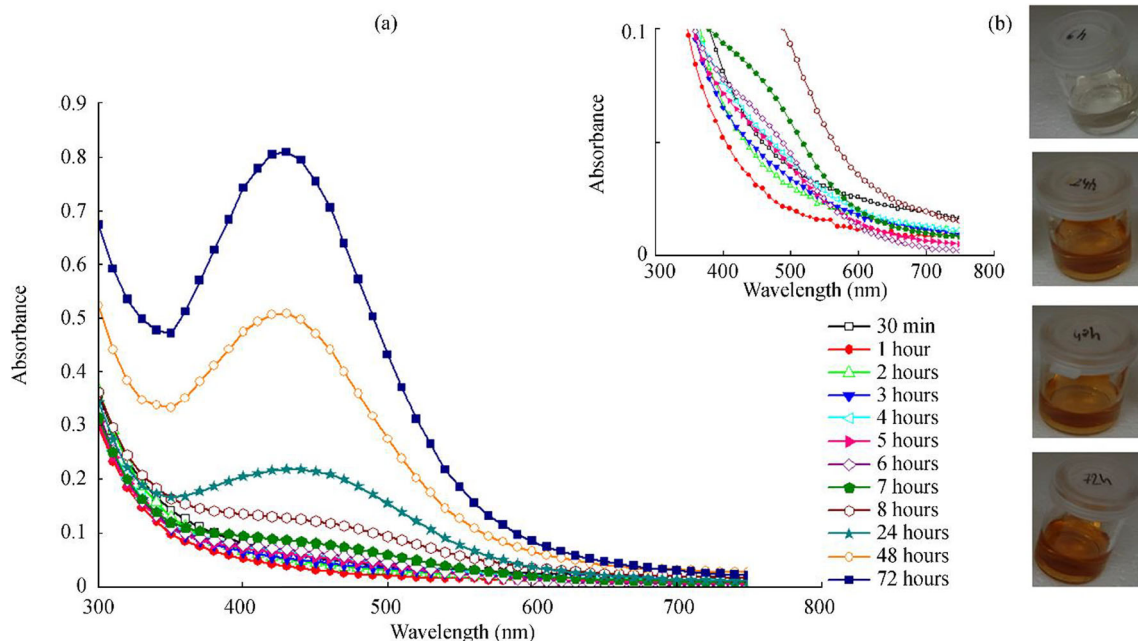 (a)
(b)
Absorbance
0.9
0.8
0.7
0.6
0.5
0.4
0.3
0.2
0.1
0
300
400
500
600
700
800
Wavelength (nm)
Absorbance
0.1
0
300
400
500
600
700
800
Wavelength (nm)
30 min
1 hour
2 hours
3 hours
4 hours
5 hours
6 hours
7 hours
8 hours
24 hours
48 hours
72 hours
24h
48h
72h